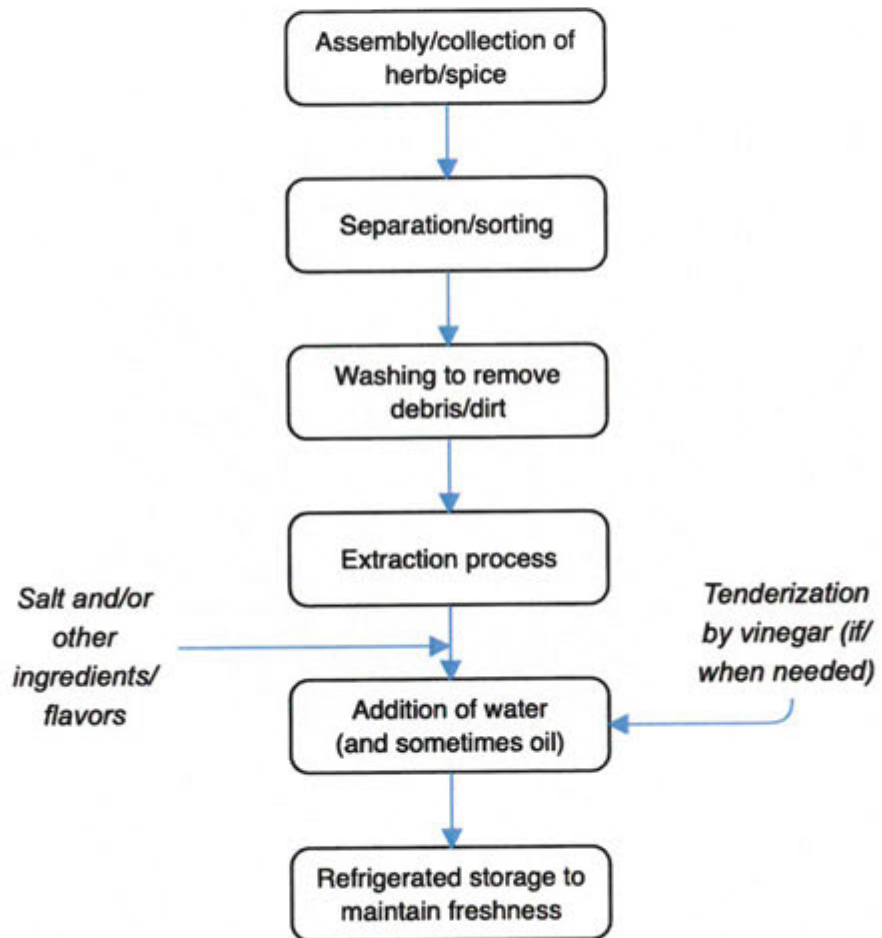 Assembly/collection of
herb/spice
Separation/sorting
Washing to remove
debris/dirt
Extraction process
Salt and/or
other
ingredients/
flavors
Tenderization
by vinegar (if/
when needed)
Addition of water
(and sometimes oil)
Refrigerated storage to
maintain freshness